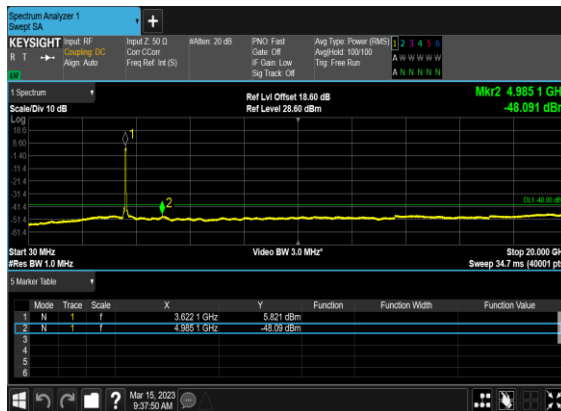 Spectrum Analyzer 1
Swept SA
+
KEYSIGHT Input: RF Input Z: 50 Ω #Atten: 20 dB PNO: Fast Avg Type: Power (RMS) 1 2 3 4 5 6
R T Coupling: DC Corr CCorr Gate: Off Avg|Hold: 100/100 A W W W W W
Align: Auto Freq Ref: Int (S) IF Gain: Low Trig: Free Run
Sig Track: Off A N N N N N
1 Spectrum Ref Lvl Offset 18.60 dB Mkr2 4.985 1 GHz
Scale/Div 10 dB Ref Level 28.60 dBm -48.091 dBm
Log
18.6
8.60
-1.40
-11.4
-21.4
-31.4
-41.4
-51.4
-61.4
1
2
DL1 -40.00 dBm
Start 30 MHz Video BW 3.0 MHz* Stop 20.000 GHz
#Res BW 1.0 MHz Sweep 34.7 ms (40001 pts
5 Marker Table
Mode Trace Scale X Y Function Function Width Function Value
1 N 1 f 3.622 1 GHz 5.821 dBm
2 N 1 f 4.985 1 GHz -48.09 dBm
3
4
5
6
? Mar 15, 2023
9:37:50 AM